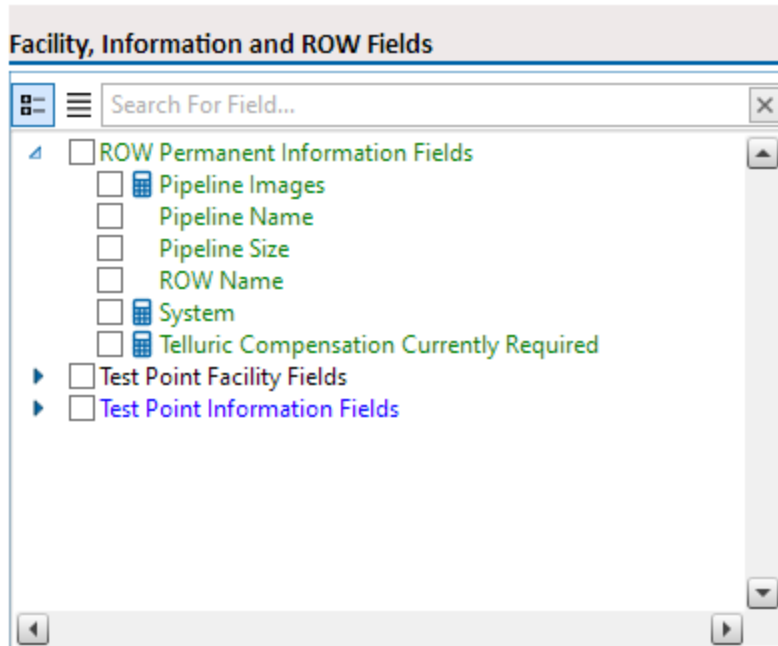 Facility, Information and ROW Fields
Search For Field...
ROW Permanent Information Fields
Pipeline Images
Pipeline Name
Pipeline Size
ROW Name
System
Telluric Compensation Currently Required
Test Point Facility Fields
Test Point Information Fields